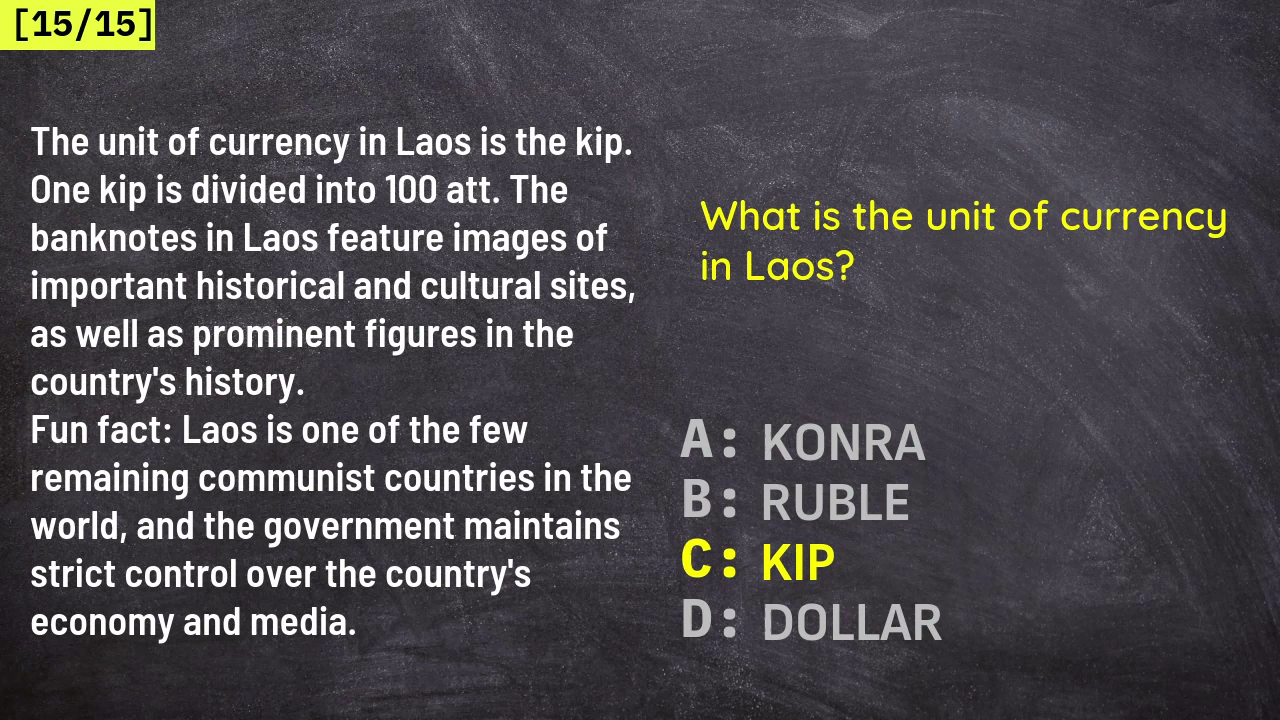 [15/15]
The unit of currency in Laos is the kip.
One kip is divided into 100 att. The
banknotes in Laos feature images of
important historical and cultural sites,
as well as prominent figures in the
country's history.
Fun fact: Laos is one of the few
remaining communist countries in the
world, and the government maintains
strict control over the country's
economy and media.
What is the unit of currency
in Laos?
A: KONRA
B: RUBLE
C: KIP
D: DOLLAR